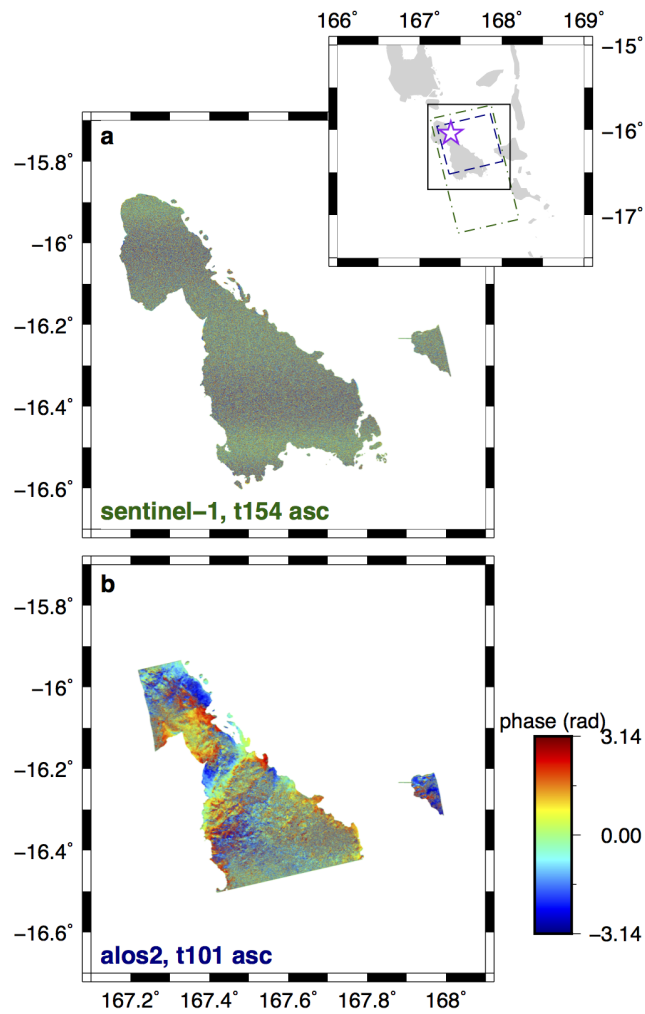 166˚ 167˚ 168˚ 169˚
−15˚
−16˚
−17˚
a
−15.8˚
−16˚
−16.2˚
−16.4˚
−16.6˚
sentinel−1, t154 asc
b
−15.8˚
−16˚
−16.2˚
−16.4˚
−16.6˚
alos2, t101 asc
167.2˚ 167.4˚ 167.6˚ 167.8˚ 168˚
phase (rad)
3.14
0.00
−3.14